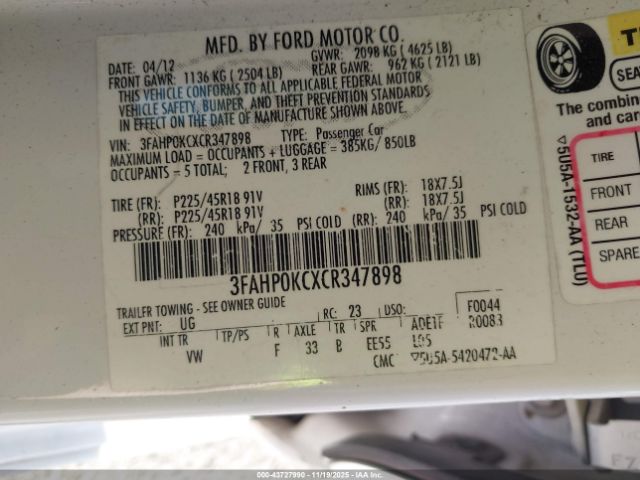 MFD. BY FORD MOTOR CO.
DATE: 04/12 GVWR: 2098 KG ( 4625 LB)
FRONT GAWR: 1136 KG ( 2504 LB) REAR GAWR: 962 KG ( 2121 LB)
THIS VEHICLE CONFORMS TO ALL APPLICABLE FEDERAL MOTOR
VEHICLE SAFETY, BUMPER, AND THEFT PREVENTION STANDARDS
IN EFFECT ON THE DATE OF MANUFACTURE SHOWN ABOVE.
VIN: 3FAHP0KCXCR347898 TYPE: Passenger Car
MAXIMUM LOAD = OCCUPANTS + LUGGAGE = 385KG/ 850LB
OCCUPANTS = 5 TOTAL; 2 FRONT, 3 REAR
TIRE (FR): P225/45R18 91V RIMS (FR): 18X7.5J
(RR): P225/45R18 91V (RR): 18X7.5J
PRESSURE (FR): 240 kPa/ 35 PSI COLD (RR): 240 kPa/ 35 PSI COLD
3FAHP0KCXCR347898
TRAILER TOWING - SEE OWNER GUIDE
EXT PNT: UG RC: 23 DSO: F0044
R0083
INT TR TP/PS R AXLE TR SPR
VW F 33 B EE55
CMC 5U5A-5420472-AA
SEA
The combin
and car
5U5A-1532-AA (TLO)
TIRE
FRONT
REAR
SPARE
000-43727990 - 11/19/2025 - IAAI.com